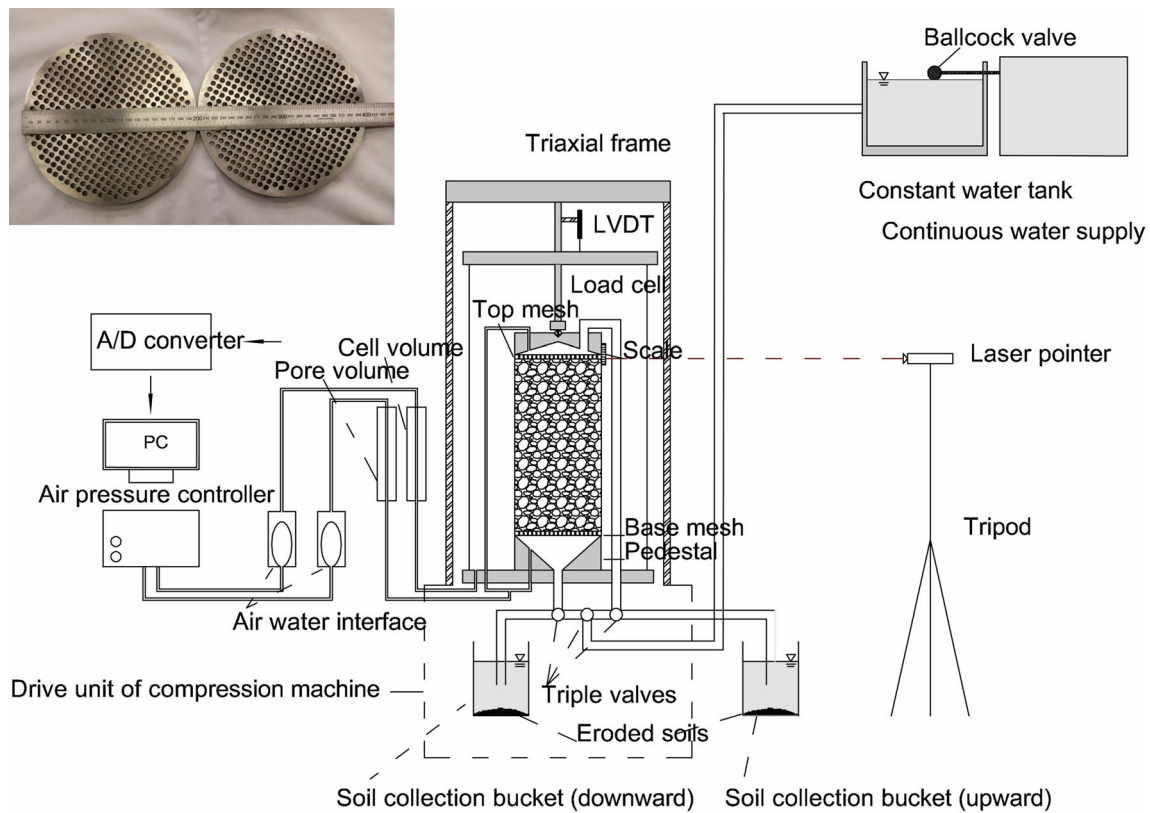 Ballcock valve
Triaxial frame
Constant water tank
LVDT
Continuous water supply
Load cell
Top mesh
A/D converter
Cell volume
Scale
Laser pointer
Pore volume
PC
Air pressure controller
Base mesh
Tripod
Pedestal
Air water interface
Drive unit of compression machine
Triple valves
Eroded soils
Soil collection bucket (downward)
Soil collection bucket (upward)